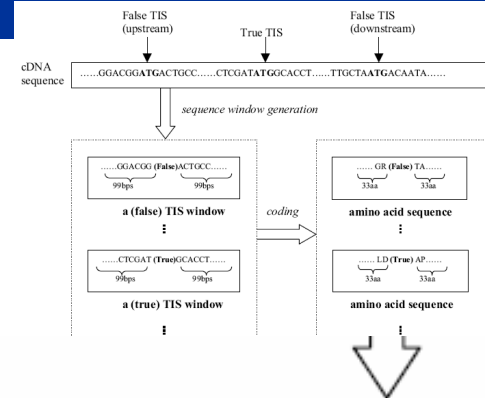 False TIS
(upstream)
True TIS
False TIS
(downstream)
cDNA
sequence
......GGACGGATGACTGCC......CTCGATATGGCACCT......TTGCTAATGACAATA......
sequence window generation
......GGACGG (False)ACTGCC......
99bps 99bps
a (false) TIS window
⋮
......CTCGAT (True)GCACCT......
99bps 99bps
a (true) TIS window
⋮
coding
...... GR (False) TA......
33aa 33aa
amino acid sequence
⋮
...... LD (True) AP......
33aa 33aa
amino acid sequence
⋮